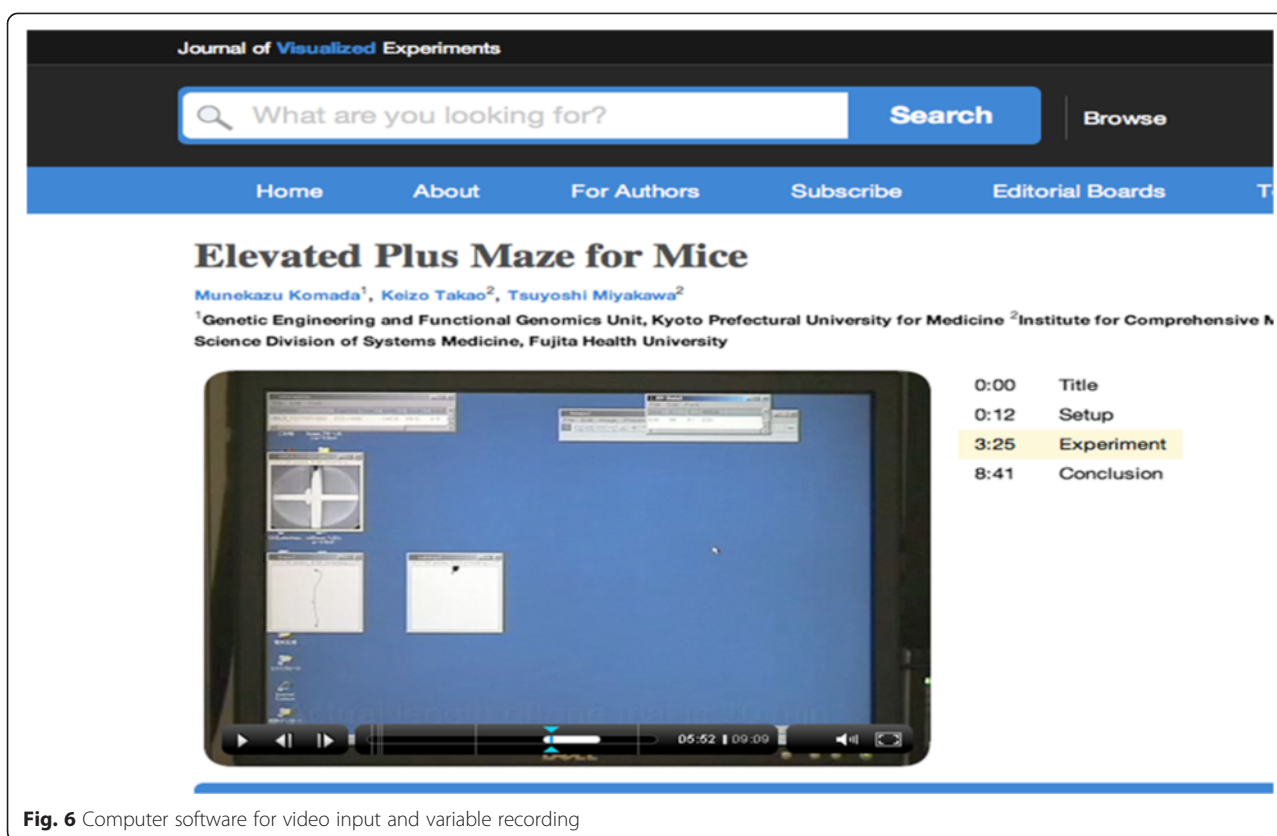 Journal of Visualized Experiments
What are you looking for?
Search
Browse
Home About For Authors Subscribe Editorial Boards T
Elevated Plus Maze for Mice
Munekazu Komada1, Keizo Takao2, Tsuyoshi Miyakawa2
1Genetic Engineering and Functional Genomics Unit, Kyoto Prefectural University for Medicine 2Institute for Comprehensive M
Science Division of Systems Medicine, Fujita Health University
0:00 Title
0:12 Setup
3:25 Experiment
8:41 Conclusion
05:52 09:09
DELL
Fig. 6 Computer software for video input and variable recording